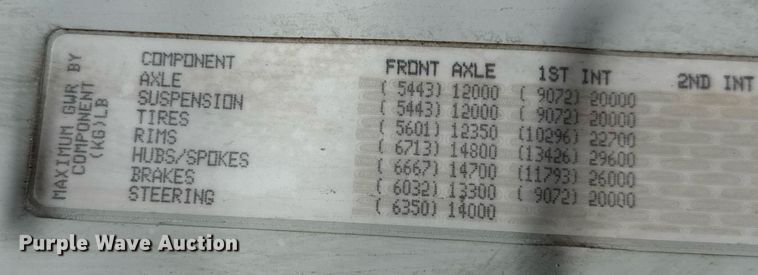 MAXIMUM GWR BY
COMPONENT
(KG)LB
COMPONENT FRONT AXLE 1ST INT 2ND INT
AXLE ( 5443) 12000 ( 9072) 20000
SUSPENSION ( 5443) 12000 ( 9072) 20000
TIRES ( 5601) 12350 (10296) 22700
RIMS ( 6713) 14800 (13426) 29600
HUBS/SPOKES ( 6667) 14700 (11793) 26000
BRAKES ( 6032) 13300 ( 9072) 20000
STEERING ( 6350) 14000
Purple Wave Auction